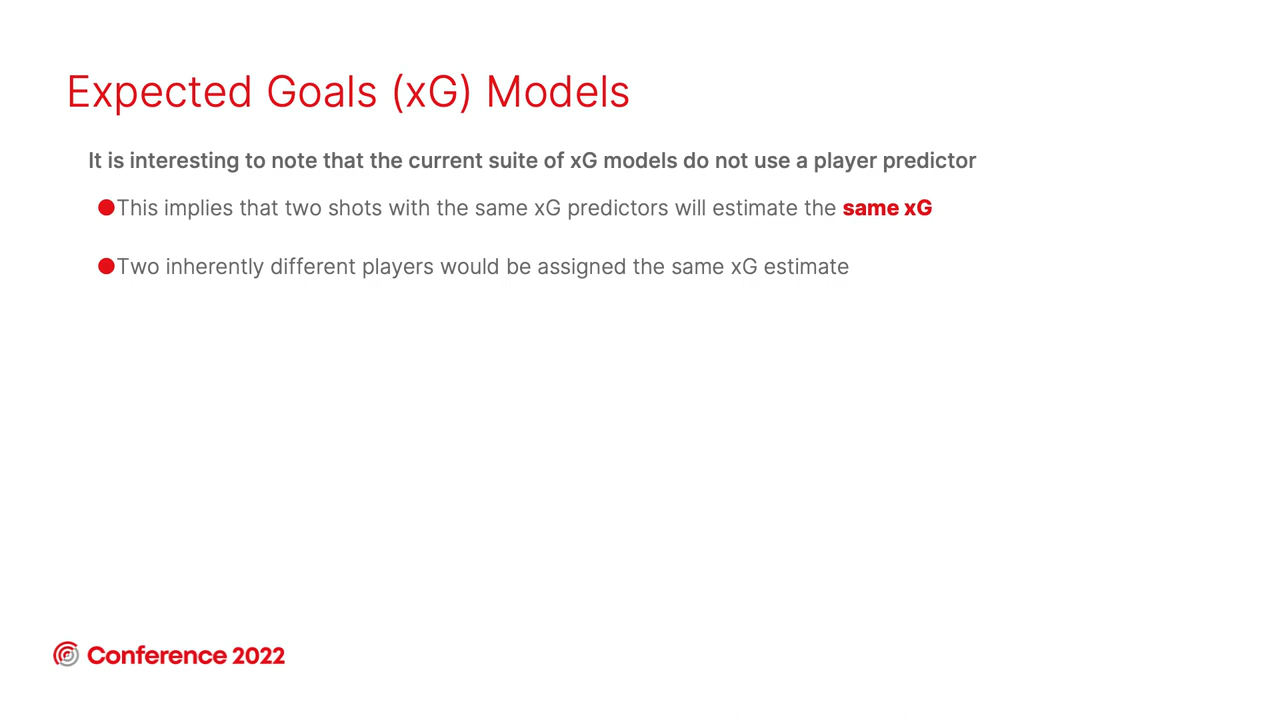 Expected Goals (xG) Models
It is interesting to note that the current suite of xG models do not use a player predictor
●This implies that two shots with the same xG predictors will estimate the same xG
●Two inherently different players would be assigned the same xG estimate
Conference 2022